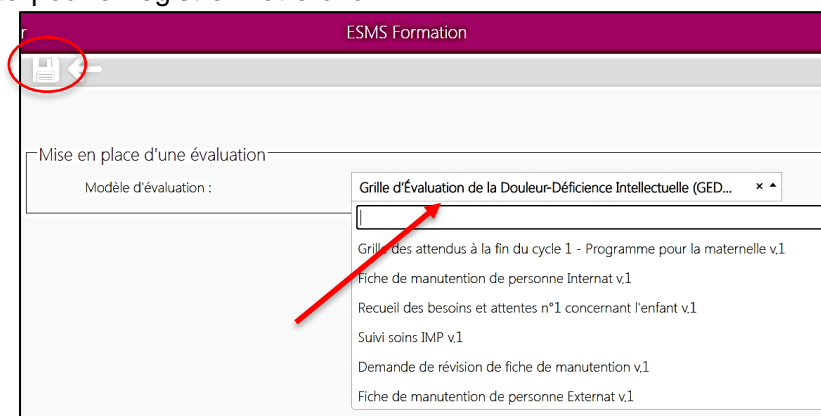 ESMS Formation
Mise en place d'une évaluation
Modèle d'évaluation :
Grille d'Évaluation de la Douleur-Déficience Intellectuelle (GED...
Grille des attendus à la fin du cycle 1 - Programme pour la maternelle v.1
Fiche de manutention de personne Internat v.1
Recueil des besoins et attentes n°1 concernant l'enfant v.1
Suivi soins IMP v.1
Demande de révision de fiche de manutention v.1
Fiche de manutention de personne Externat v.1